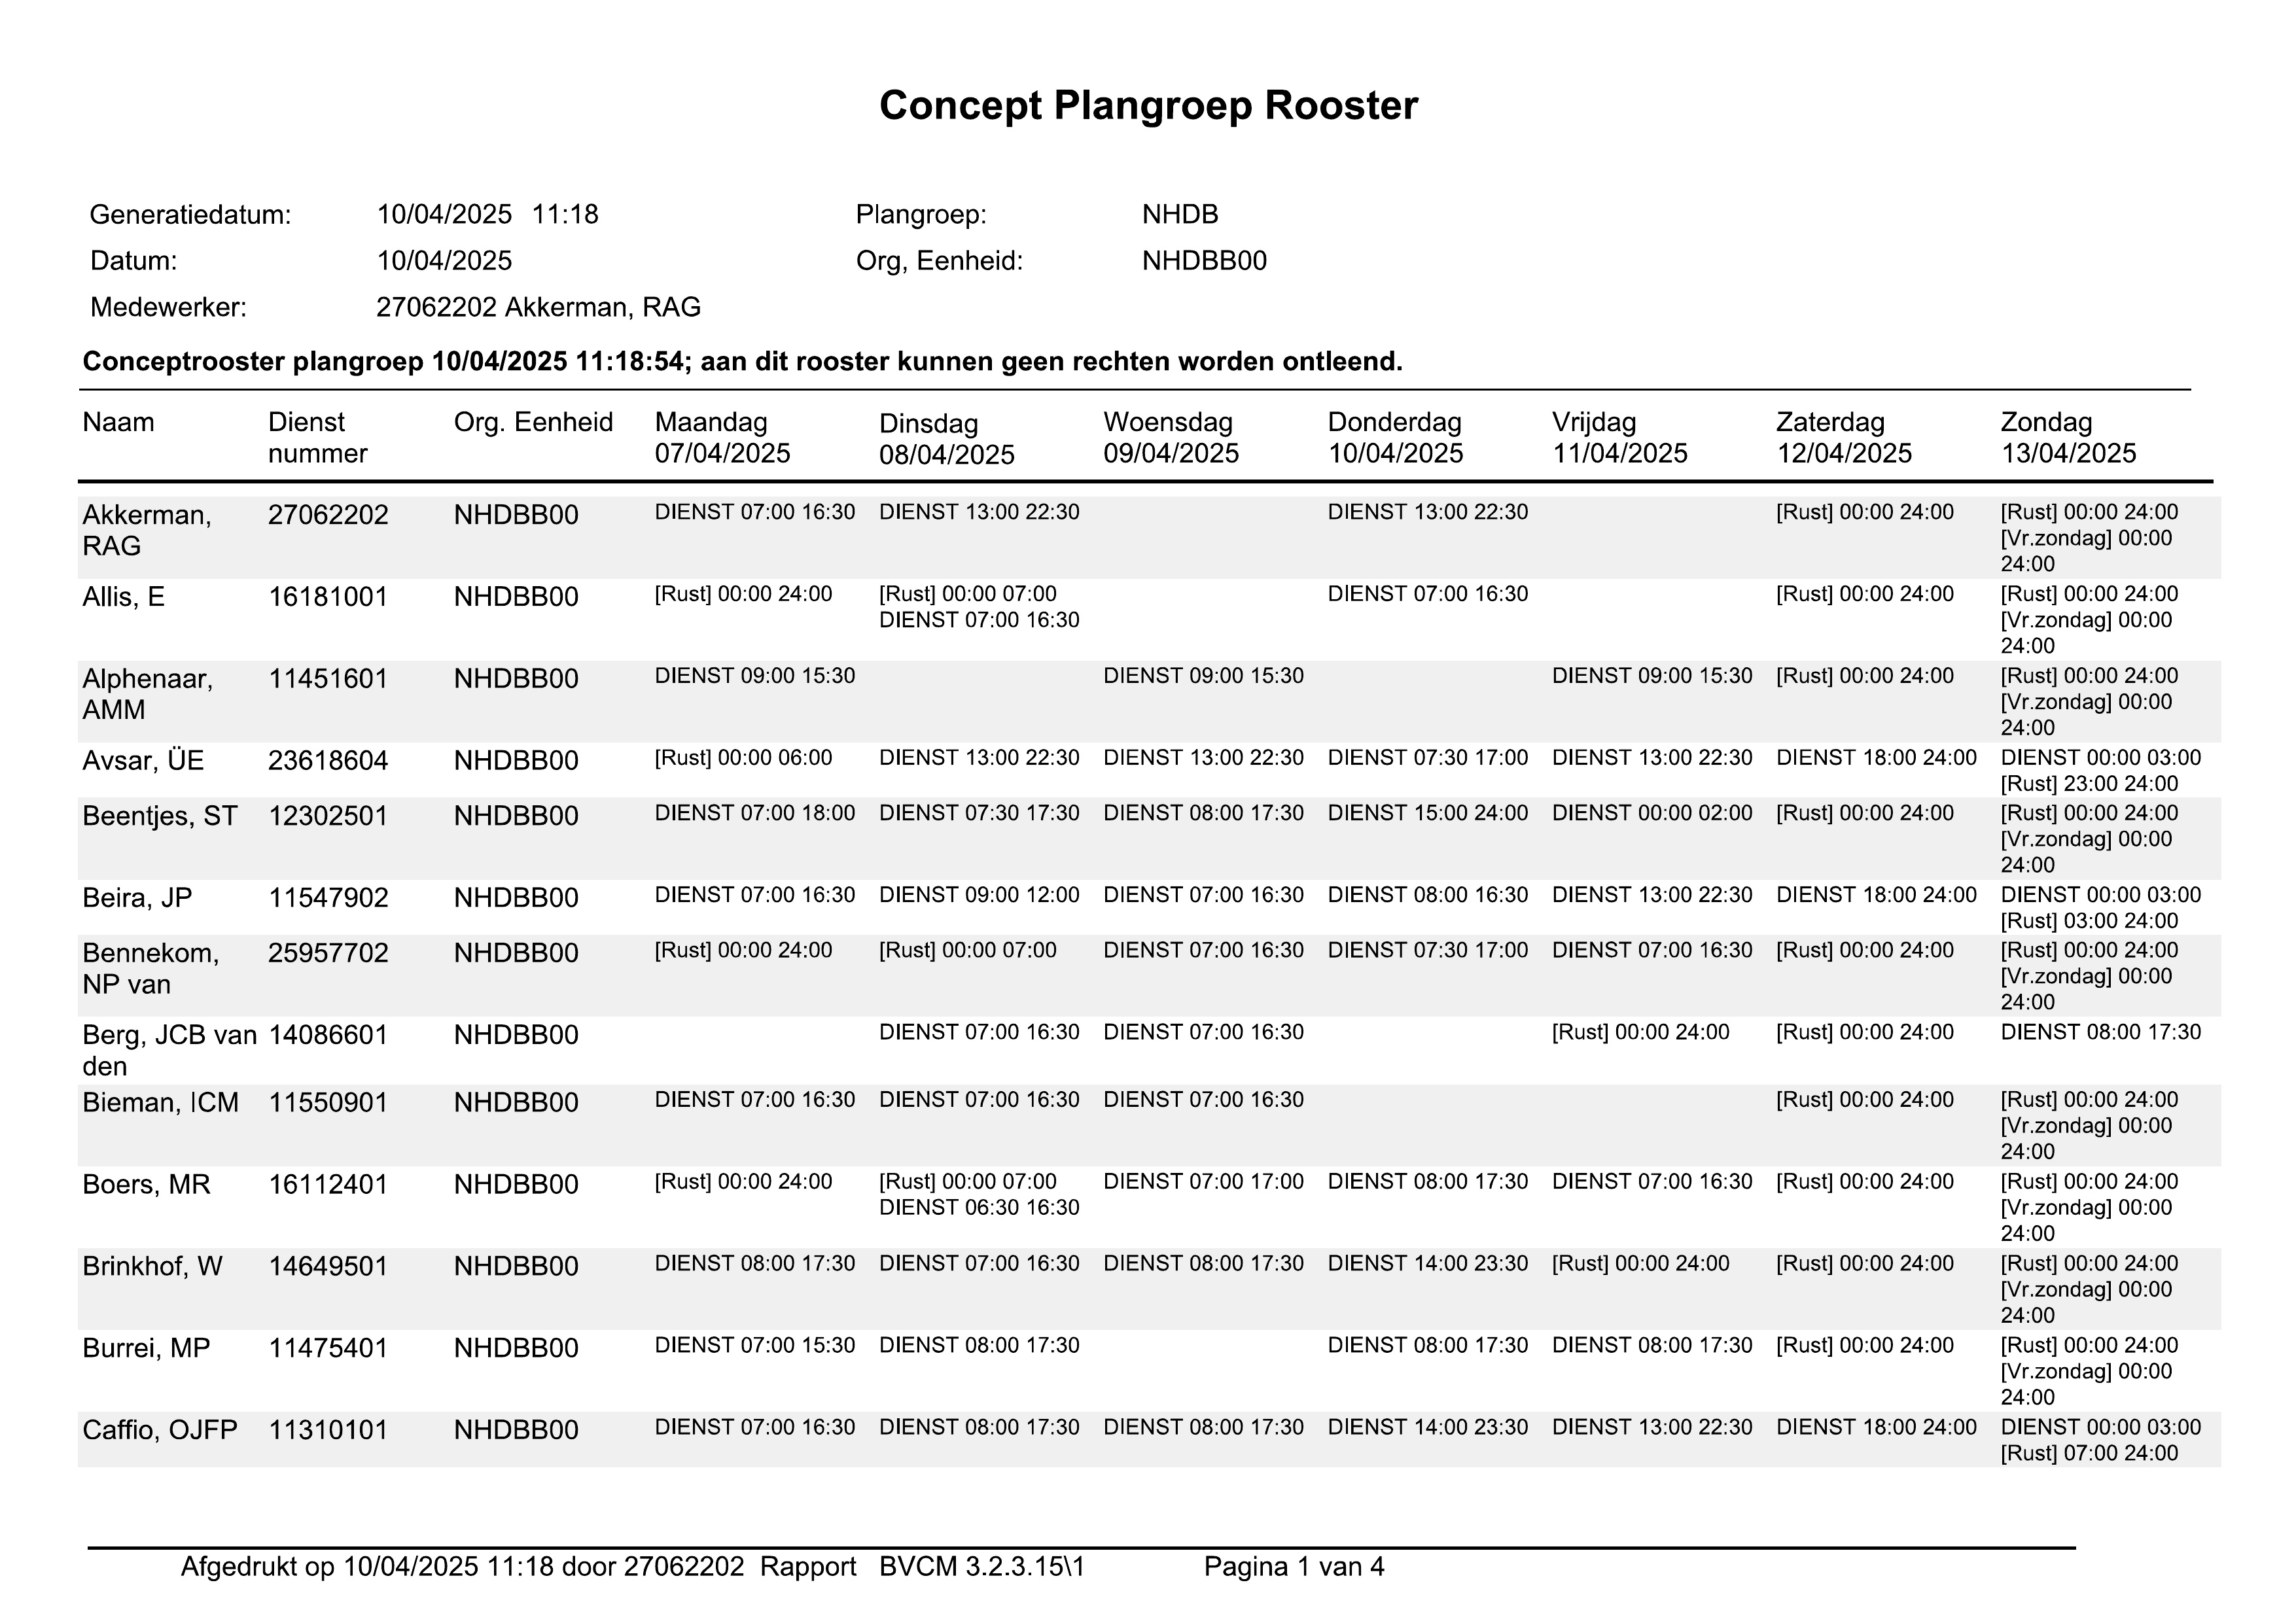 Concept Plangroep Rooster
Generatiedatum: 10/04/2025 11:18 Plangroep: NHDB
Datum: 10/04/2025 Org, Eenheid: NHDBB00
Medewerker: 27062202 Akkerman, RAG
Conceptrooster plangroep 10/04/2025 11:18:54; aan dit rooster kunnen geen rechten worden ontleend.
Naam Dienst Org. Eenheid Maandag Dinsdag Woensdag Donderdag Vrijdag Zaterdag Zondag
nummer 07/04/2025 08/04/2025 09/04/2025 10/04/2025 11/04/2025 12/04/2025 13/04/2025
Akkerman, 27062202 NHDBB00 DIENST 07:00 16:30 DIENST 13:00 22:30 DIENST 13:00 22:30 [Rust] 00:00 24:00 [Rust] 00:00 24:00
RAG [Vr.zondag] 00:00
24:00
Allis, E 16181001 NHDBB00 [Rust] 00:00 24:00 [Rust] 00:00 07:00 DIENST 07:00 16:30 [Rust] 00:00 24:00 [Rust] 00:00 24:00
DIENST 07:00 16:30 [Vr.zondag] 00:00
24:00
Alphenaar, 11451601 NHDBB00 DIENST 09:00 15:30 DIENST 09:00 15:30 DIENST 09:00 15:30 [Rust] 00:00 24:00 [Rust] 00:00 24:00
AMM [Vr.zondag] 00:00
24:00
Avsar, ÜE 23618604 NHDBB00 [Rust] 00:00 06:00 DIENST 13:00 22:30 DIENST 13:00 22:30 DIENST 07:30 17:00 DIENST 13:00 22:30 DIENST 18:00 24:00 DIENST 00:00 03:00
[Rust] 23:00 24:00
Beentjes, ST 12302501 NHDBB00 DIENST 07:00 18:00 DIENST 07:30 17:30 DIENST 08:00 17:30 DIENST 15:00 24:00 DIENST 00:00 02:00 [Rust] 00:00 24:00 [Rust] 00:00 24:00
[Vr.zondag] 00:00
24:00
Beira, JP 11547902 NHDBB00 DIENST 07:00 16:30 DIENST 09:00 12:00 DIENST 07:00 16:30 DIENST 08:00 16:30 DIENST 13:00 22:30 DIENST 18:00 24:00 DIENST 00:00 03:00
[Rust] 03:00 24:00
Bennekom, 25957702 NHDBB00 [Rust] 00:00 24:00 [Rust] 00:00 07:00 DIENST 07:00 16:30 DIENST 07:30 17:00 DIENST 07:00 16:30 [Rust] 00:00 24:00 [Rust] 00:00 24:00
NP van [Vr.zondag] 00:00
24:00
Berg, JCB van 14086601 NHDBB00 DIENST 07:00 16:30 DIENST 07:00 16:30 [Rust] 00:00 24:00 [Rust] 00:00 24:00 DIENST 08:00 17:30
den
Bieman, ICM 11550901 NHDBB00 DIENST 07:00 16:30 DIENST 07:00 16:30 DIENST 07:00 16:30 [Rust] 00:00 24:00 [Rust] 00:00 24:00
[Vr.zondag] 00:00
24:00
Boers, MR 16112401 NHDBB00 [Rust] 00:00 24:00 [Rust] 00:00 07:00 DIENST 07:00 17:00 DIENST 08:00 17:30 DIENST 07:00 16:30 [Rust] 00:00 24:00 [Rust] 00:00 24:00
DIENST 06:30 16:30 [Vr.zondag] 00:00
24:00
Brinkhof, W 14649501 NHDBB00 DIENST 08:00 17:30 DIENST 07:00 16:30 DIENST 08:00 17:30 DIENST 14:00 23:30 [Rust] 00:00 24:00 [Rust] 00:00 24:00 [Rust] 00:00 24:00
[Vr.zondag] 00:00
24:00
Burrei, MP 11475401 NHDBB00 DIENST 07:00 15:30 DIENST 08:00 17:30 DIENST 08:00 17:30 DIENST 08:00 17:30 [Rust] 00:00 24:00 [Rust] 00:00 24:00
[Vr.zondag] 00:00
24:00
Caffio, OJFP 11310101 NHDBB00 DIENST 07:00 16:30 DIENST 08:00 17:30 DIENST 08:00 17:30 DIENST 14:00 23:30 DIENST 13:00 22:30 DIENST 18:00 24:00 DIENST 00:00 03:00
[Rust] 07:00 24:00
Afgedrukt op 10/04/2025 11:18 door 27062202 Rapport BVCM 3.2.3.15\1 Pagina 1 van 4